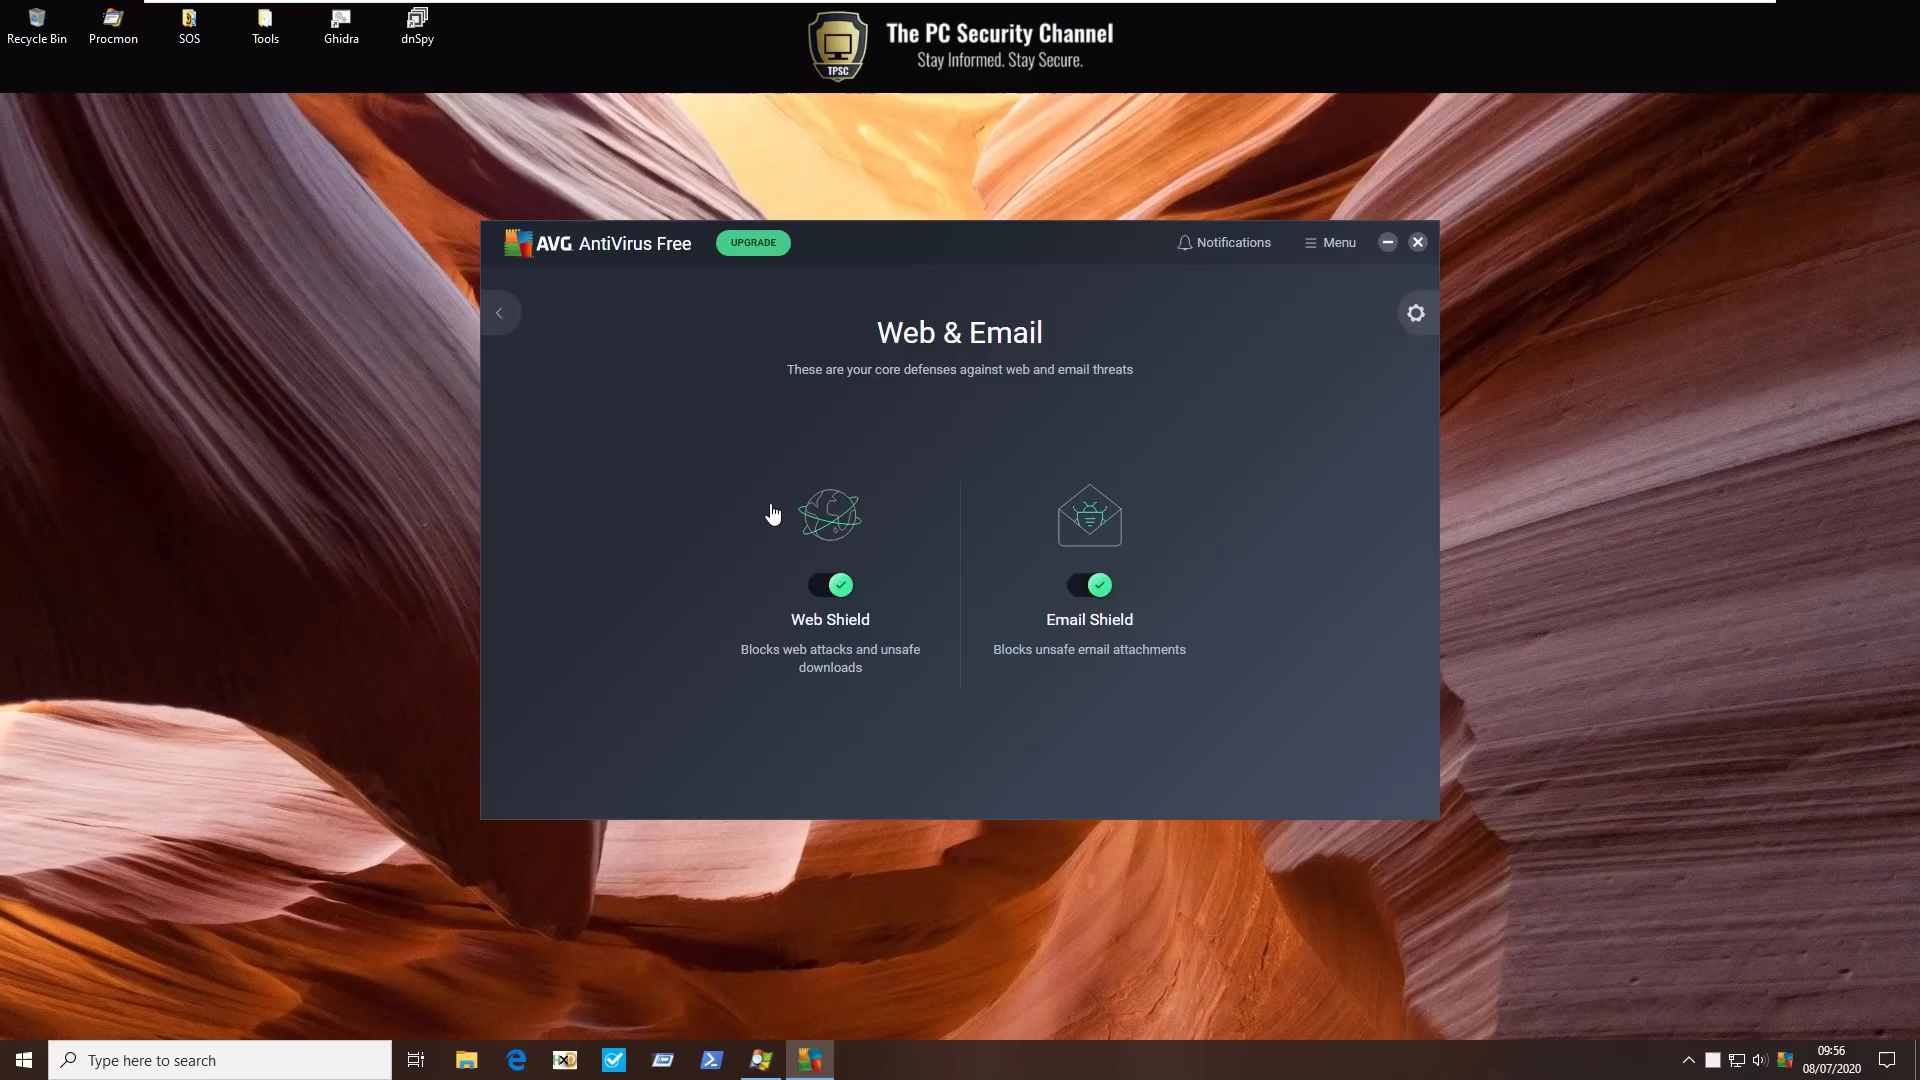 Recycle Bin
Procmon
SOS
Tools
Ghidra
dnSpy
TPSC
The PC Security Channel
Stay Informed. Stay Secure.
AVG AntiVirus Free
UPGRADE
Notifications
Menu
Web & Email
These are your core defenses against web and email threats
Web Shield
Blocks web attacks and unsafe
downloads
Email Shield
Blocks unsafe email attachments
Type here to search
HXD
09:56
08/07/2020